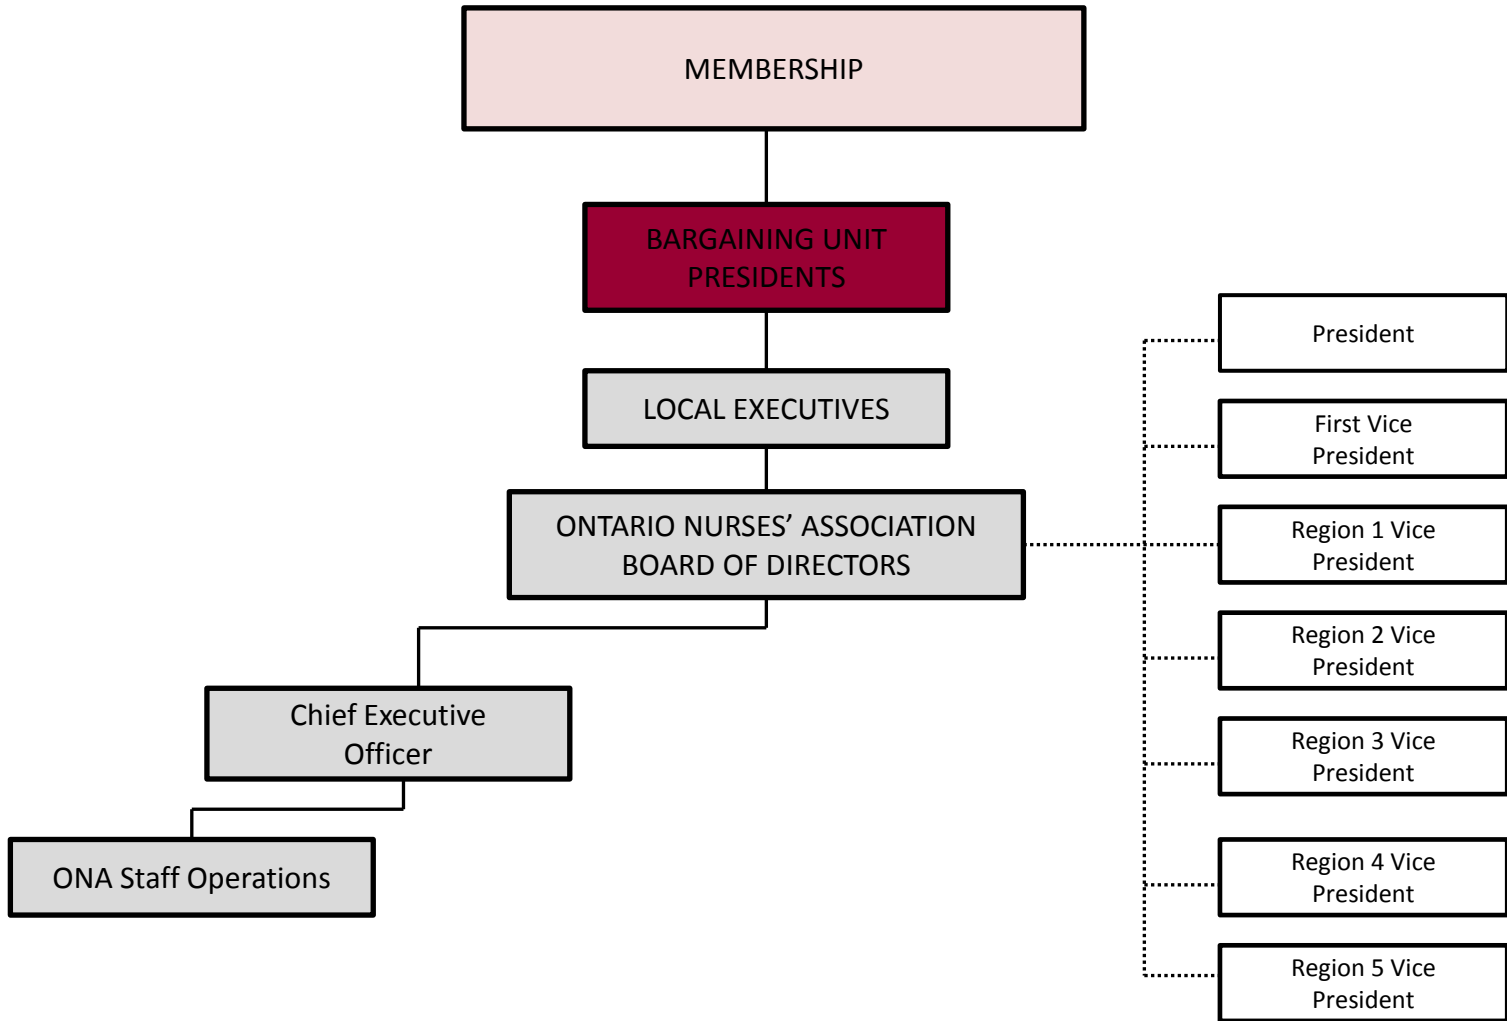 MEMBERSHIP
BARGAINING UNIT
PRESIDENTS
LOCAL EXECUTIVES
ONTARIO NURSES’ ASSOCIATION
BOARD OF DIRECTORS
Chief Executive
Officer
ONA Staff Operations
President
First Vice
President
Region 1 Vice
President
Region 2 Vice
President
Region 3 Vice
President
Region 4 Vice
President
Region 5 Vice
President